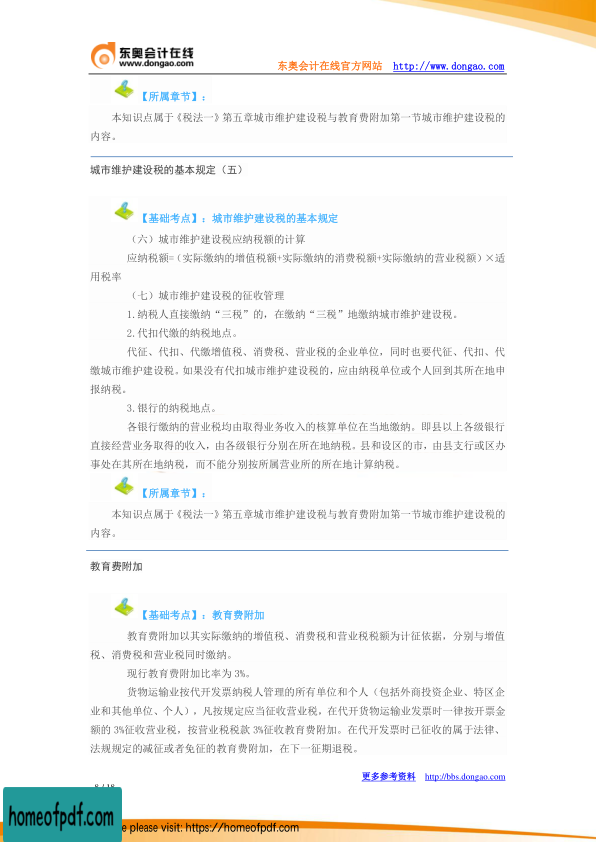 东奥会计在线
www.dongao.com
东奥会计在线官方网站 http://www.dongao.com
【所属章节】：
本知识点属于《税法一》第五章城市维护建设税与教育费附加第一节城市维护建设税的
内容。
城市维护建设税的基本规定（五）
【基础考点】：城市维护建设税的基本规定
（六）城市维护建设税应纳税额的计算
应纳税额=（实际缴纳的增值税额+实际缴纳的消费税额+实际缴纳的营业税额）×适
用税率
（七）城市维护建设税的征收管理
1.纳税人直接缴纳“三税”的，在缴纳“三税”地缴纳城市维护建设税。
2.代扣代缴的纳税地点。
代征、代扣、代缴增值税、消费税、营业税的企业单位，同时也要代征、代扣、代
缴城市维护建设税。如果没有代扣城市维护建设税的，应由纳税单位或个人回到其所在地申
报纳税。
3.银行的纳税地点。
各银行缴纳的营业税均由取得业务收入的核算单位在当地缴纳。即县以上各级银行
直接经营业务取得的收入，由各级银行分别在所在地纳税。县和设区的市，由县支行或区办
事处在其所在地纳税，而不能分别按所属营业所的所在地计算纳税。
【所属章节】：
本知识点属于《税法一》第五章城市维护建设税与教育费附加第一节城市维护建设税的
内容。
教育费附加
【基础考点】：教育费附加
教育费附加以其实际缴纳的增值税、消费税和营业税税额为计征依据，分别与增值
税、消费税和营业税同时缴纳。
现行教育费附加比率为3%。
货物运输业按代开发票纳税人管理的所有单位和个人（包括外商投资企业、特区企
业和其他单位、个人），凡按规定应当征收营业税，在代开货物运输业发票时一律按开票金
额的3%征收营业税，按营业税税款3%征收教育费附加。在代开发票时已征收的属于法律、
法规规定的减征或者免征的教育费附加，在下一征期退税。
更多参考资料 http://bbs.dongao.com
homeofpdf.com
e please visit: https://homeofpdf.com